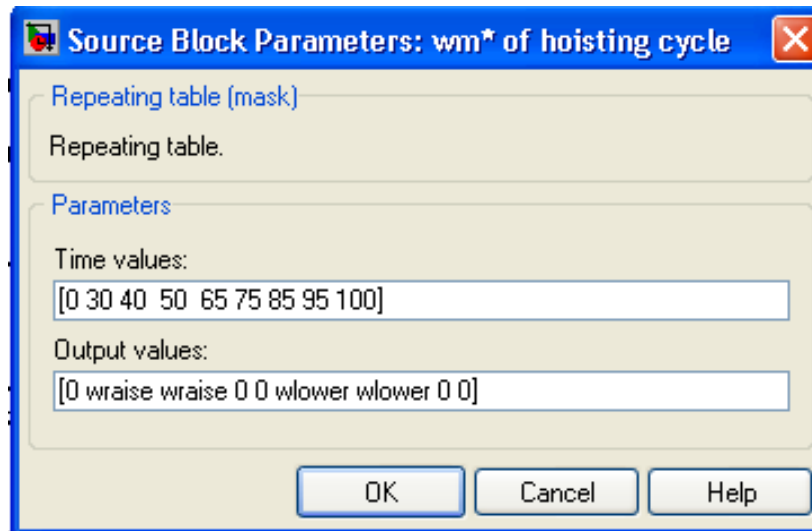 Source Block Parameters: wm* of hoisting cycle
Repeating table (mask)
Repeating table.
Parameters
Time values:
[0 30 40  50  65 75 85 95 100]
Output values:
[0 wraise wraise 0 0 wlower wlower 0 0]
OK Cancel Help